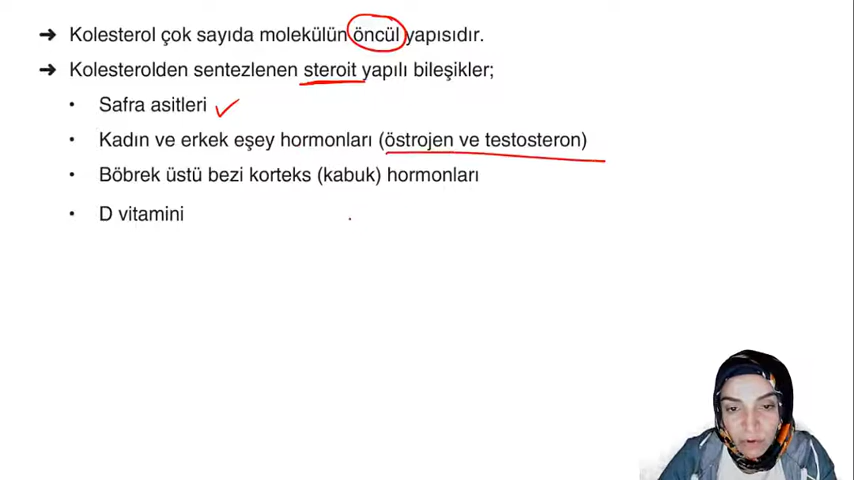 ➔ Kolesterol çok sayıda molekülün öncül yapısıdır.
➔ Kolesterolden sentezlenen steroit yapılı bileşikler;
• Safra asitleri
• Kadın ve erkek eşey hormonları (östrojen ve testosteron)
• Böbrek üstü bezi korteks (kabuk) hormonları
• D vitamini